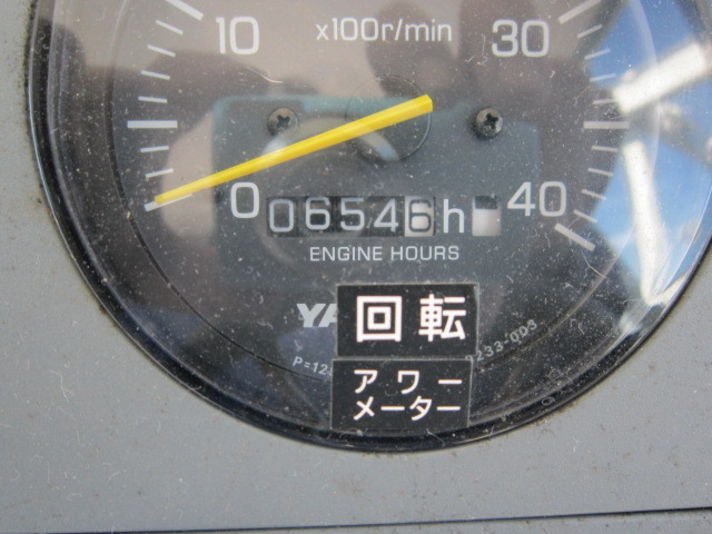 10 x100r/min 30
0 06546h 40
ENGINE HOURS
回転
アワー
メーター